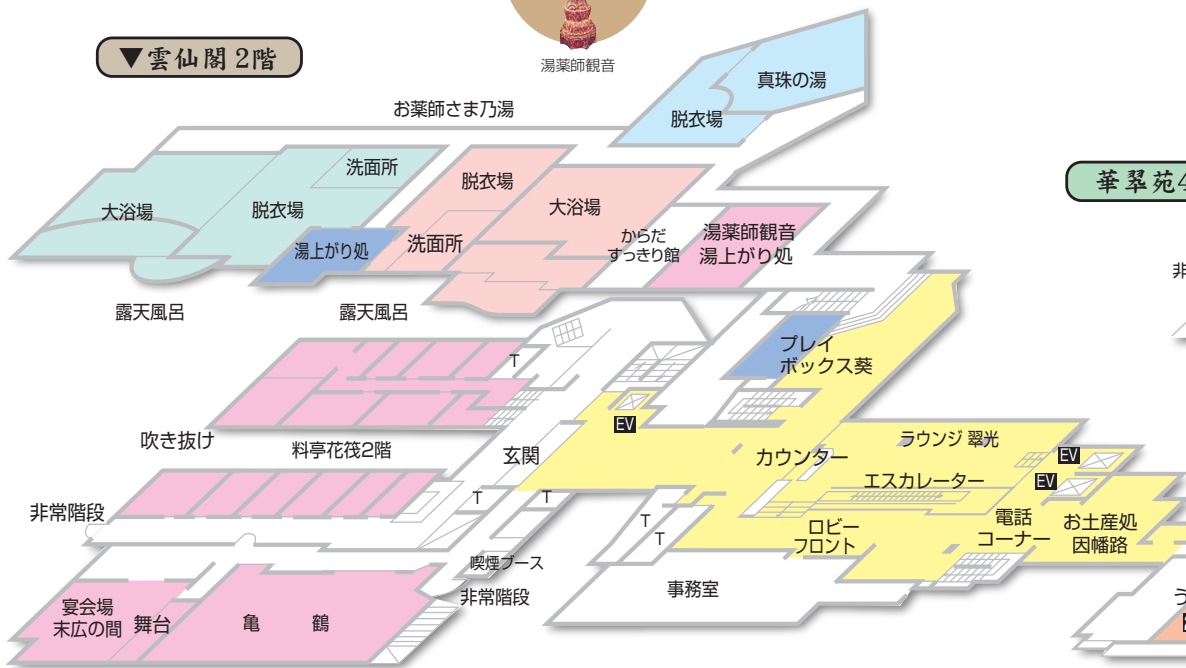 湯薬師観音
▼雲仙閣2階
お薬師さま乃湯
真珠の湯
脱衣場
洗面所
脱衣場
大浴場
脱衣場
大浴場
湯上がり処
洗面所
からだ
すっきり館
湯薬師観音
湯上がり処
華翠苑4
非
露天風呂
露天風呂
プレイ
ボックス葵
T
EV
吹き抜け
料亭花筏2階
玄関
カウンター
ラウンジ 翠光
EV
エスカレーター
EV
非常階段
T
T
T
T
ロビー
フロント
電話
コーナー
お土産処
因幡路
喫煙ブース
非常階段
事務室
宴会場
末広の間
舞台
亀
鶴
う